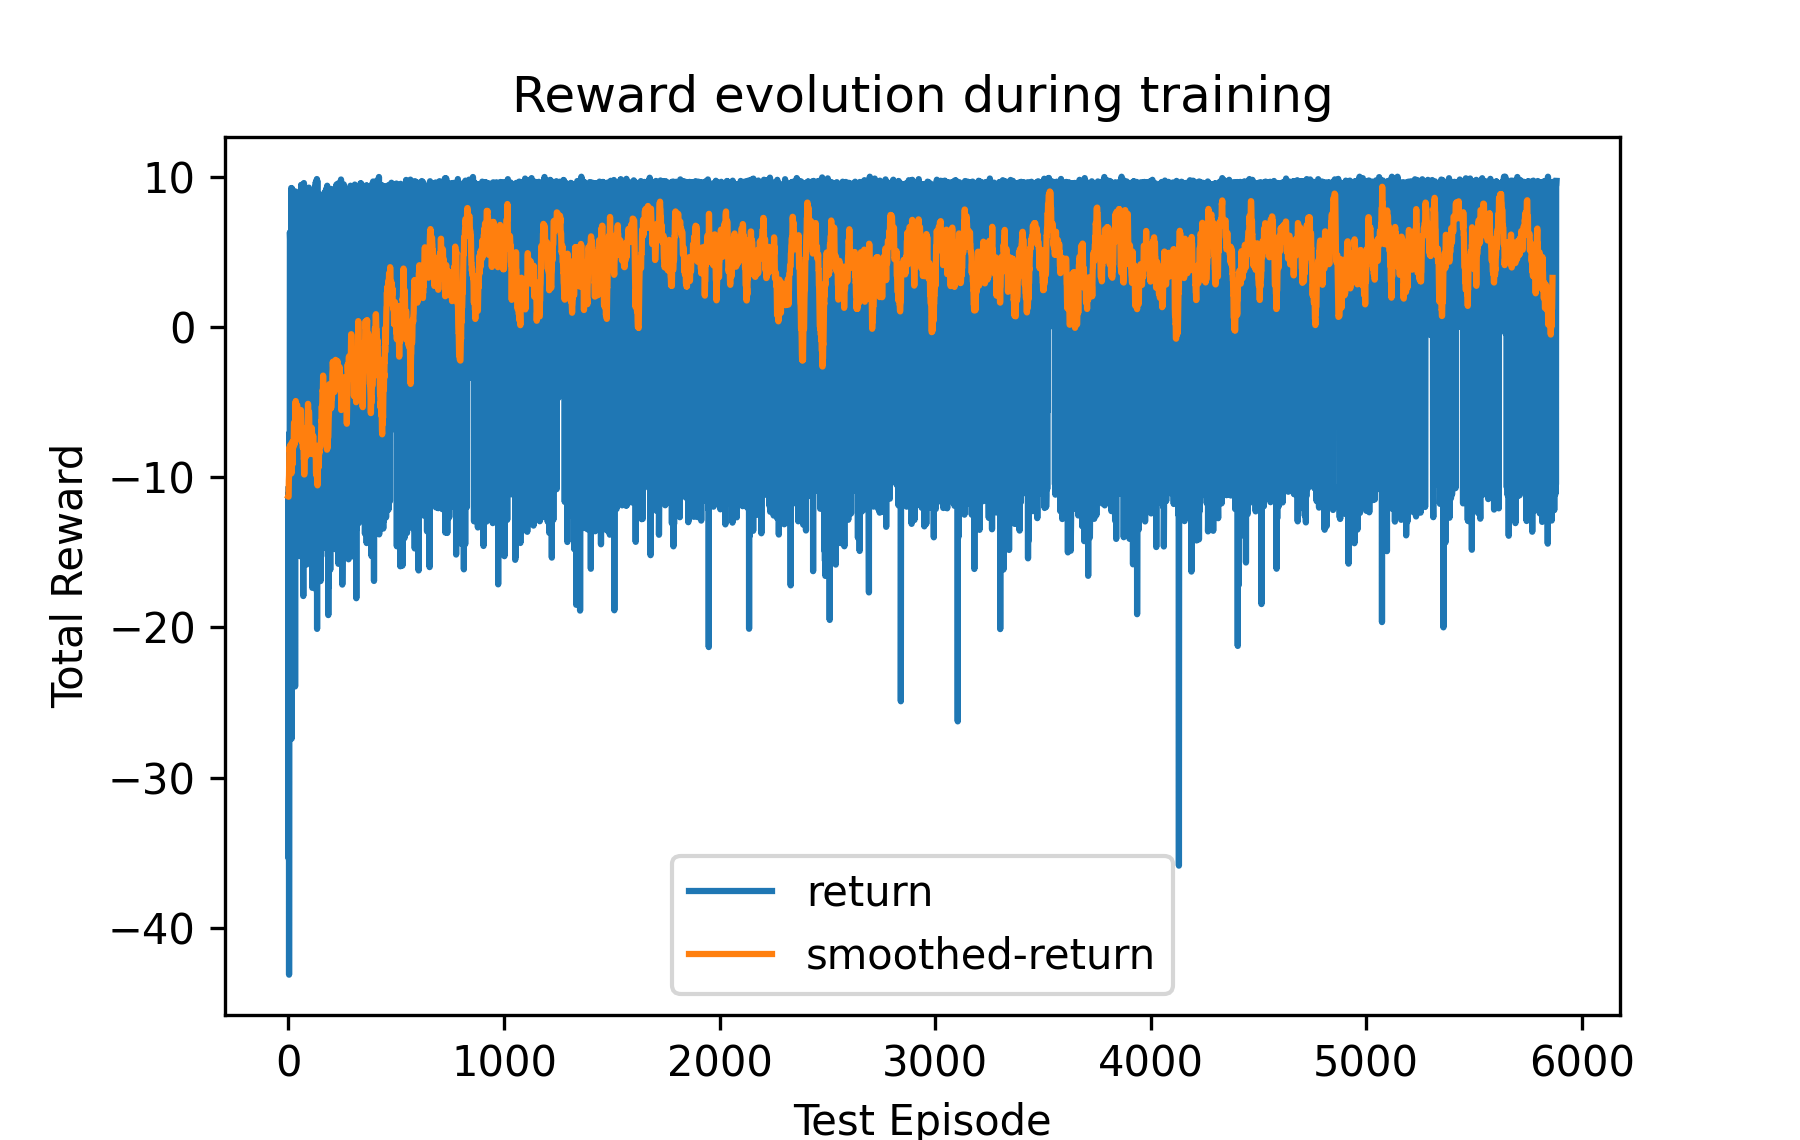 Reward evolution during training
Total Reward
10
0
−10
−20
−30
−40
return
smoothed-return
0 1000 2000 3000 4000 5000 6000
Test Episode